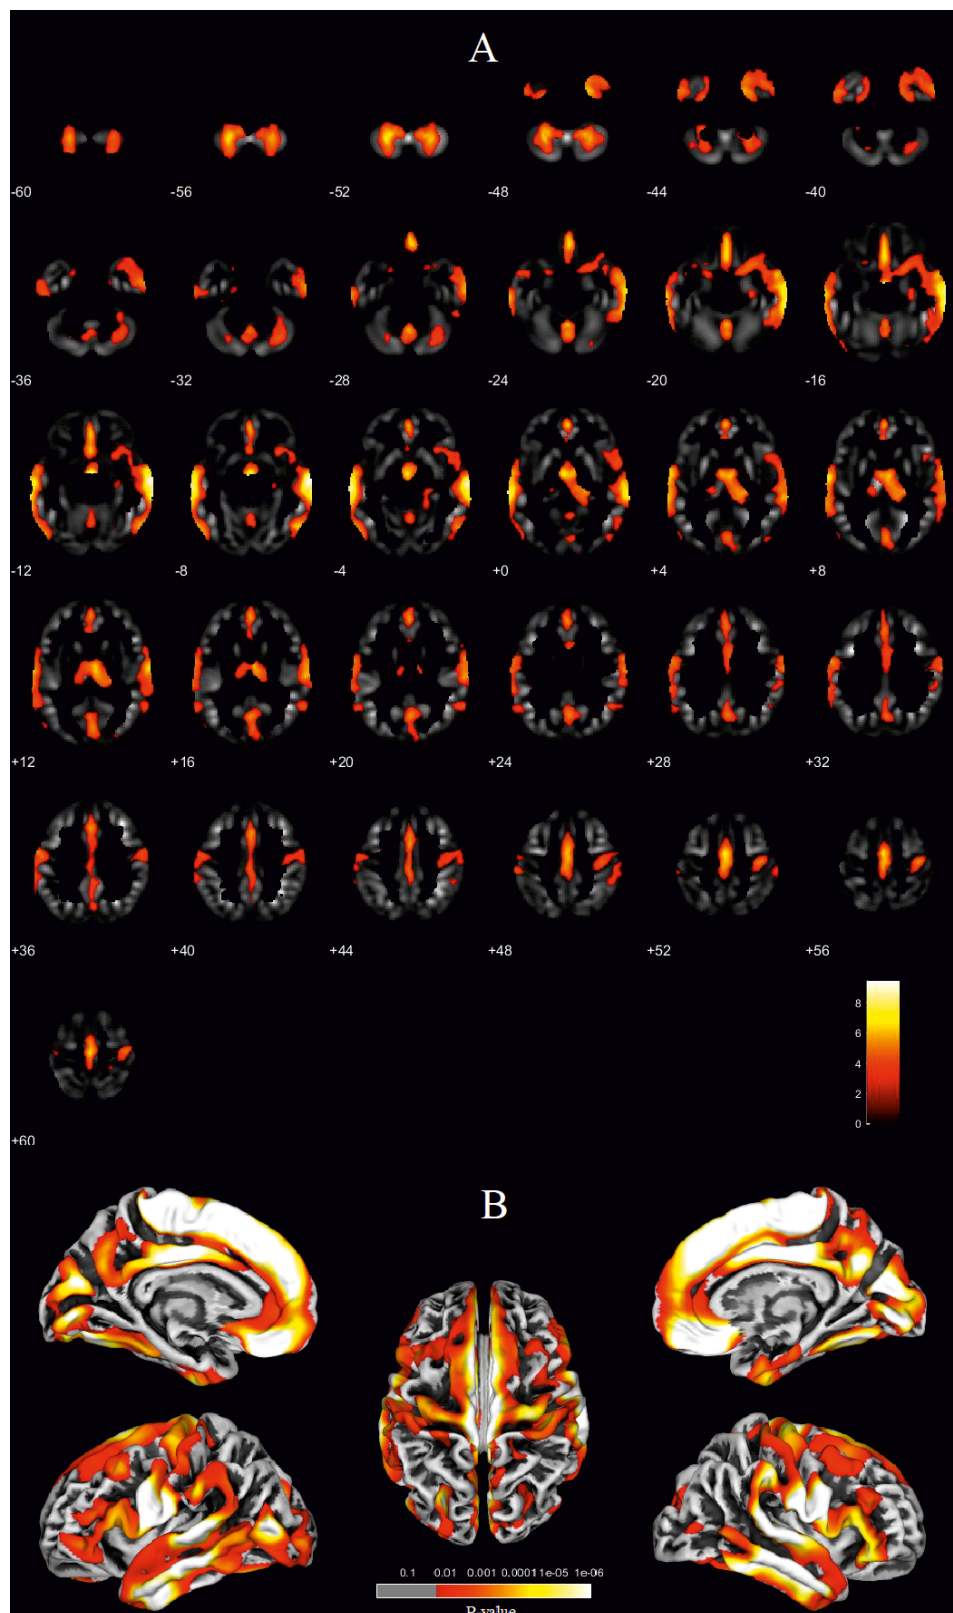 A
-60 -56 -52 -48 -44 -40
-36 -32 -28 -24 -20 -16
-12 -8 -4 +0 +4 +8
+12 +16 +20 +24 +28 +32
+36 +40 +44 +48 +52 +56
8
6
4
2
0
+60
B
0.1 0.01 0.001 0.0001 1e-05 1e-06
P-value